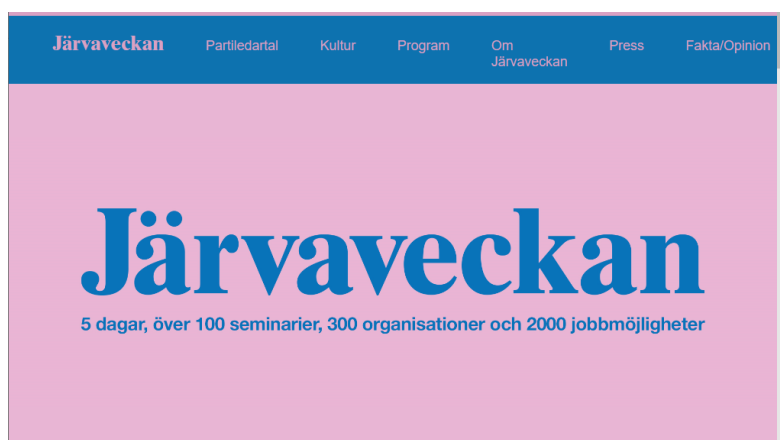 Järvaveckan Partiledartal Kultur Program Om Järvaveckan Press Fakta/Opinion
Järvaveckan
5 dagar, över 100 seminarier, 300 organisationer och 2000 jobbmöjligheter